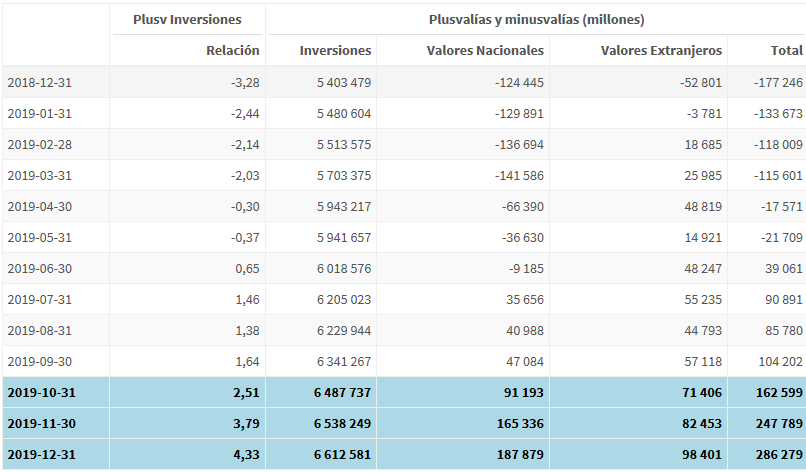 Plusv Inversiones Plusvalías y minusvalías (millones)
Relación Inversiones Valores Nacionales Valores Extranjeros Total
2018-12-31 -3,28 5 403 479 -124 445 -52 801 -177 246
2019-01-31 -2,44 5 480 604 -129 891 -3 781 -133 673
2019-02-28 -2,14 5 513 575 -136 694 18 685 -118 009
2019-03-31 -2,03 5 703 375 -141 586 25 985 -115 601
2019-04-30 -0,30 5 943 217 -66 390 48 819 -17 571
2019-05-31 -0,37 5 941 657 -36 630 14 921 -21 709
2019-06-30 0,65 6 018 576 -9 185 48 247 39 061
2019-07-31 1,46 6 205 023 35 656 55 235 90 891
2019-08-31 1,38 6 229 944 40 988 44 793 85 780
2019-09-30 1,64 6 341 267 47 084 57 118 104 202
2019-10-31 2,51 6 487 737 91 193 71 406 162 599
2019-11-30 3,79 6 538 249 165 336 82 453 247 789
2019-12-31 4,33 6 612 581 187 879 98 401 286 279